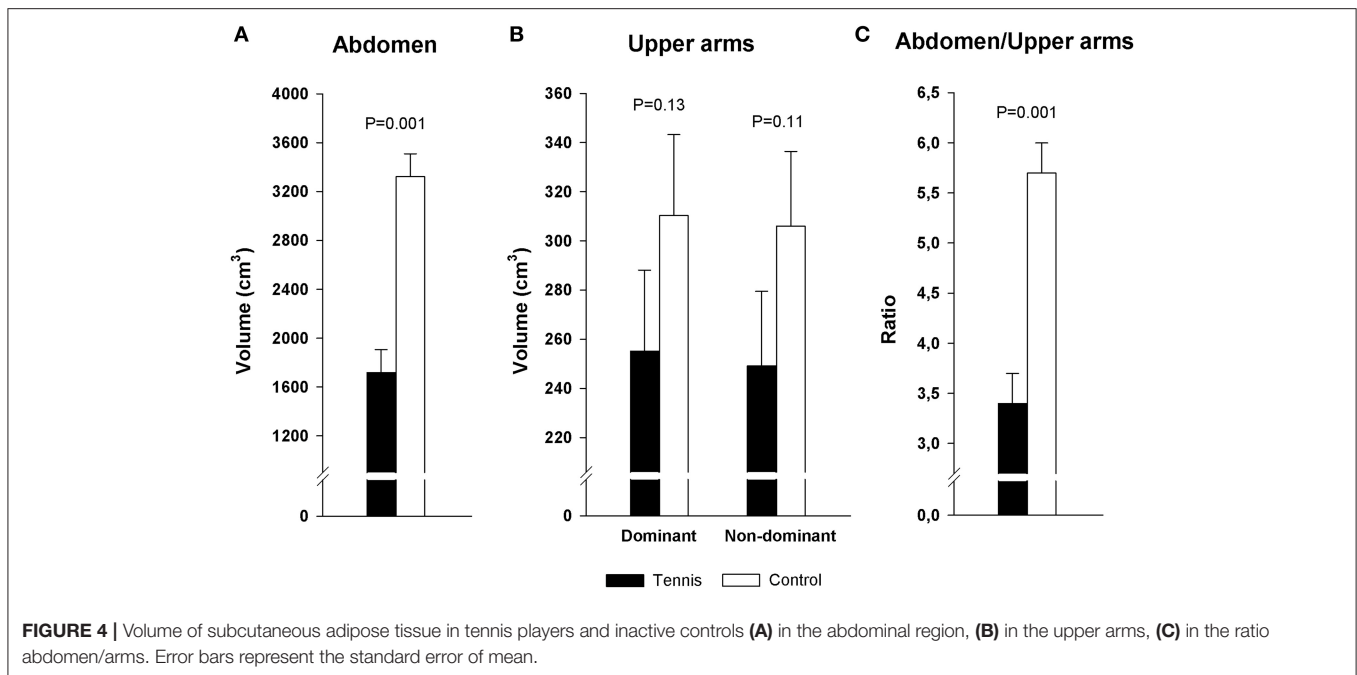 A Abdomen
4000
3600
3200
2800
2400
2000
1600
1200
0
Volume (cm³)
P=0.001
B Upper arms
360
340
320
300
280
260
240
220
0
Volume (cm³)
P=0.13
P=0.11
Dominant Non-dominant
C Abdomen/Upper arms
6,5
6,0
5,5
5,0
4,5
4,0
3,5
3,0
0,0
Ratio
P=0.001
Tennis Control
FIGURE 4 | Volume of subcutaneous adipose tissue in tennis players and inactive controls (A) in the abdominal region, (B) in the upper arms, (C) in the ratio
abdomen/arms. Error bars represent the standard error of mean.